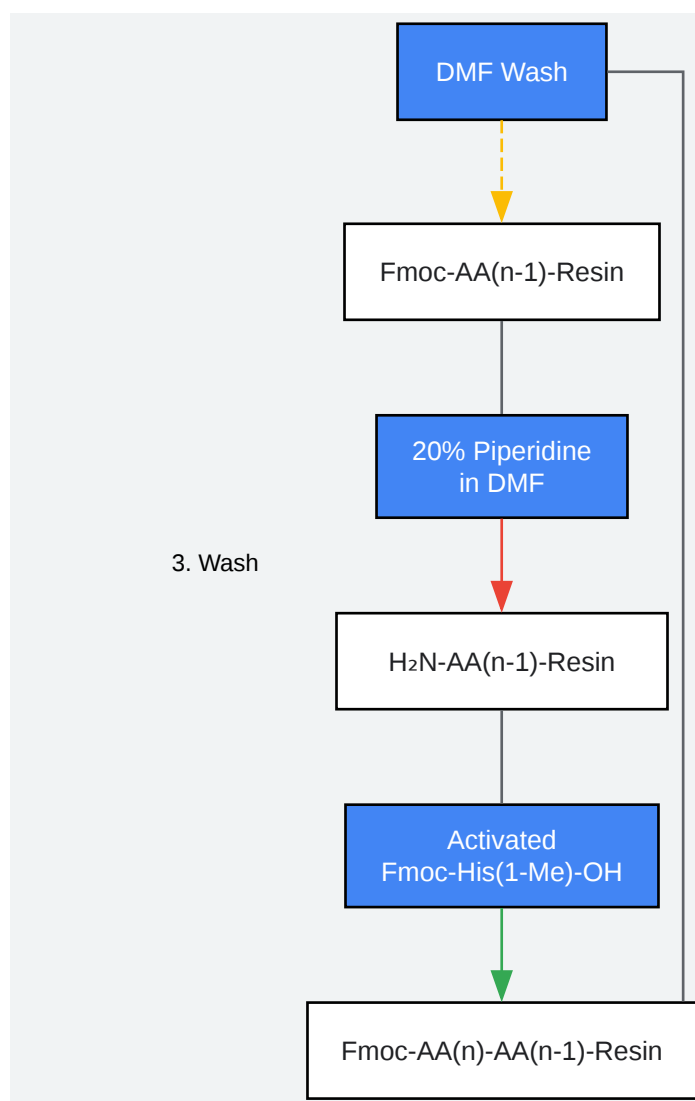 DMF Wash
Fmoc-AA(n-1)-Resin
20% Piperidine
in DMF
3. Wash
H₂N-AA(n-1)-Resin
Activated
Fmoc-His(1-Me)-OH
Fmoc-AA(n)-AA(n-1)-Resin